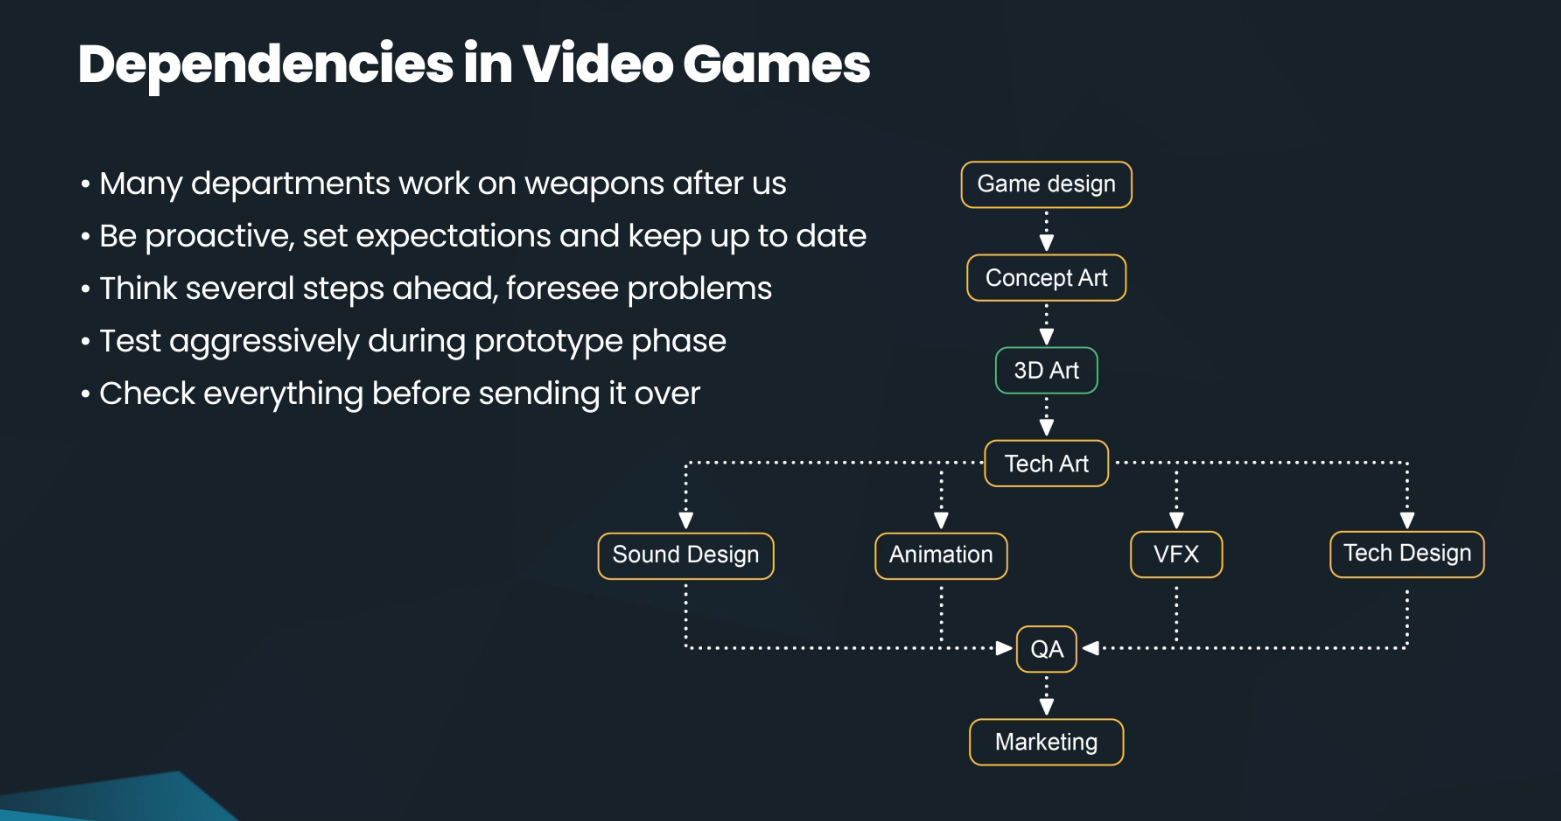 Dependencies in Video Games
• Many departments work on weapons after us
• Be proactive, set expectations and keep up to date
• Think several steps ahead, foresee problems
• Test aggressively during prototype phase
• Check everything before sending it over
Game design
Concept Art
3D Art
Tech Art
Sound Design
Animation
VFX
Tech Design
QA
Marketing